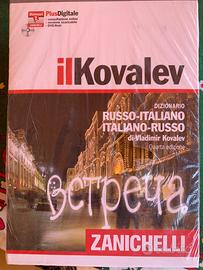 PlusDigitale
ilKovalev
DIZIONARIO
RUSSO-ITALIANO
ITALIANO-RUSSO
di Vladimir Kovalev
Quarta edizione
встреча
ZANICHELLI